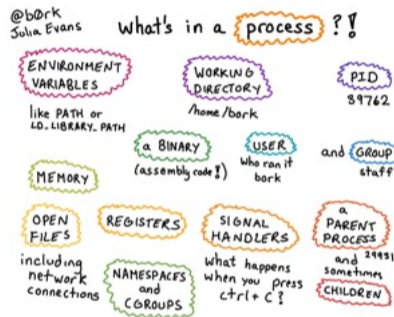 @b0rk
Julia Evans
what's in a process?!
ENVIRONMENT
VARIABLES
like PATH or
LD_LIBRARY_PATH
WORKING
DIRECTORY
/home/bork
PID
39762
MEMORY
a BINARY
(assembly code!)
USER
who ran it
bork
and GROUP
staff
OPEN
FILES
including
network
connections
REGISTERS
NAMESPACES
and
CGROUPS
SIGNAL
HANDLERS
what happens
when you press
ctrl+C?
a
PARENT
PROCESS
29931
and
sometimes
CHILDREN